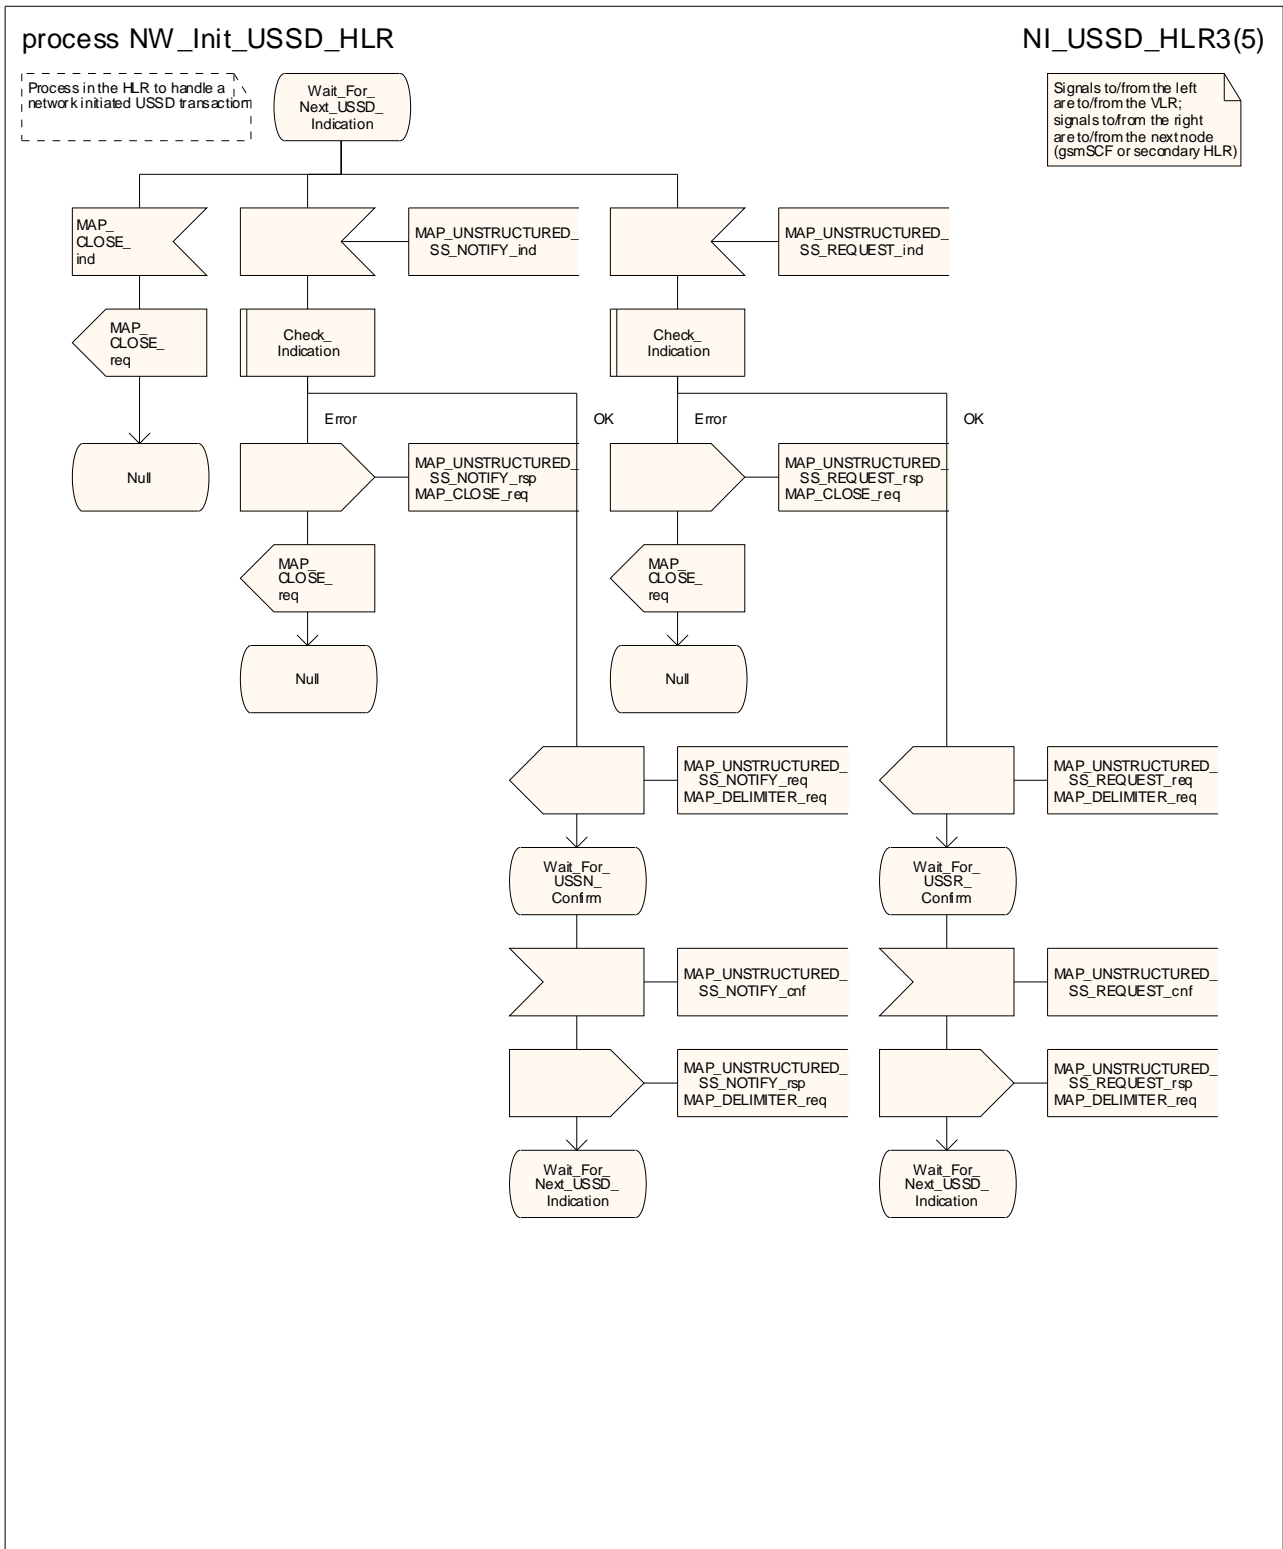 process NW_Init_USSD_HLR
NI_USSD_HLR3(5)
Process in the HLR to handle a
network initiated USSD transaction
Wait_For_
Next_USSD_
Indication
Signals to/from the left
are to/from the VLR;
signals to/from the right
are to/from the next node
(gsmSCF or secondary HLR)
MAP_
CLOSE_
ind
MAP_UNSTRUCTURED_
SS_NOTIFY_ind
MAP_UNSTRUCTURED_
SS_REQUEST_ind
MAP_
CLOSE_
req
Check_
Indication
Check_
Indication
Error
OK
Error
OK
Null
MAP_UNSTRUCTURED_
SS_NOTIFY_rsp
MAP_CLOSE_req
MAP_UNSTRUCTURED_
SS_REQUEST_rsp
MAP_CLOSE_req
MAP_
CLOSE_
req
MAP_
CLOSE_
req
Null
Null
MAP_UNSTRUCTURED_
SS_NOTIFY_req
MAP_DELIMITER_req
MAP_UNSTRUCTURED_
SS_REQUEST_req
MAP_DELIMITER_req
Wait_For_
USSN_
Confirm
Wait_For_
USSR_
Confirm
MAP_UNSTRUCTURED_
SS_NOTIFY_cnf
MAP_UNSTRUCTURED_
SS_REQUEST_cnf
MAP_UNSTRUCTURED_
SS_NOTIFY_rsp
MAP_DELIMITER_req
MAP_UNSTRUCTURED_
SS_REQUEST_rsp
MAP_DELIMITER_req
Wait_For_
Next_USSD_
Indication
Wait_For_
Next_USSD_
Indication